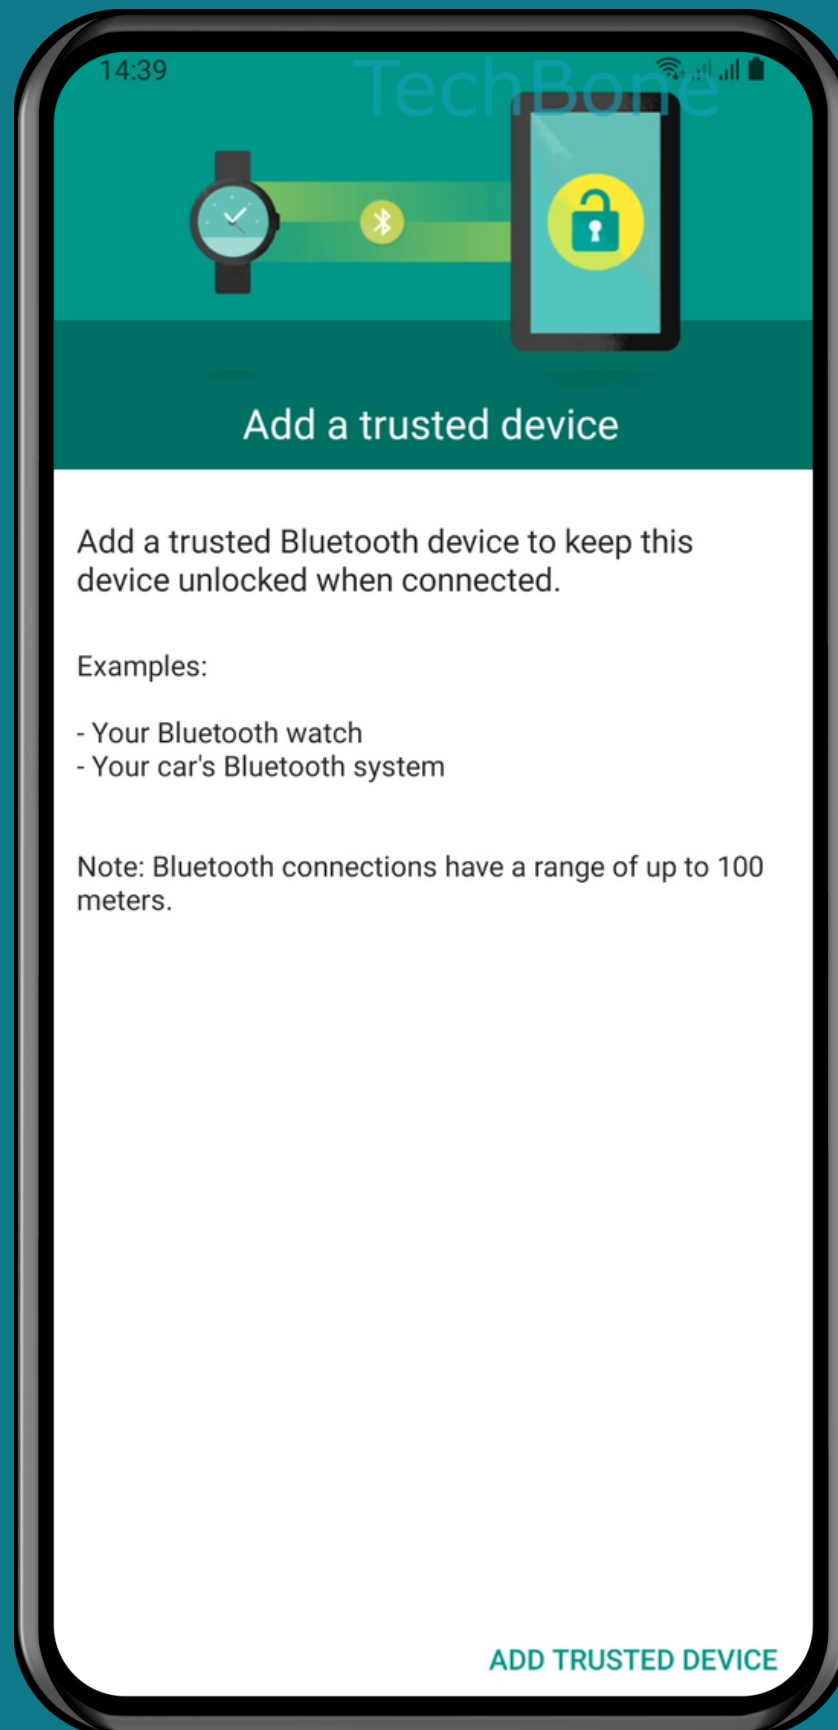 14:39
TechBone
Add a trusted device
Add a trusted Bluetooth device to keep this
device unlocked when connected.
Examples:
- Your Bluetooth watch
- Your car's Bluetooth system
Note: Bluetooth connections have a range of up to 100
meters.
ADD TRUSTED DEVICE